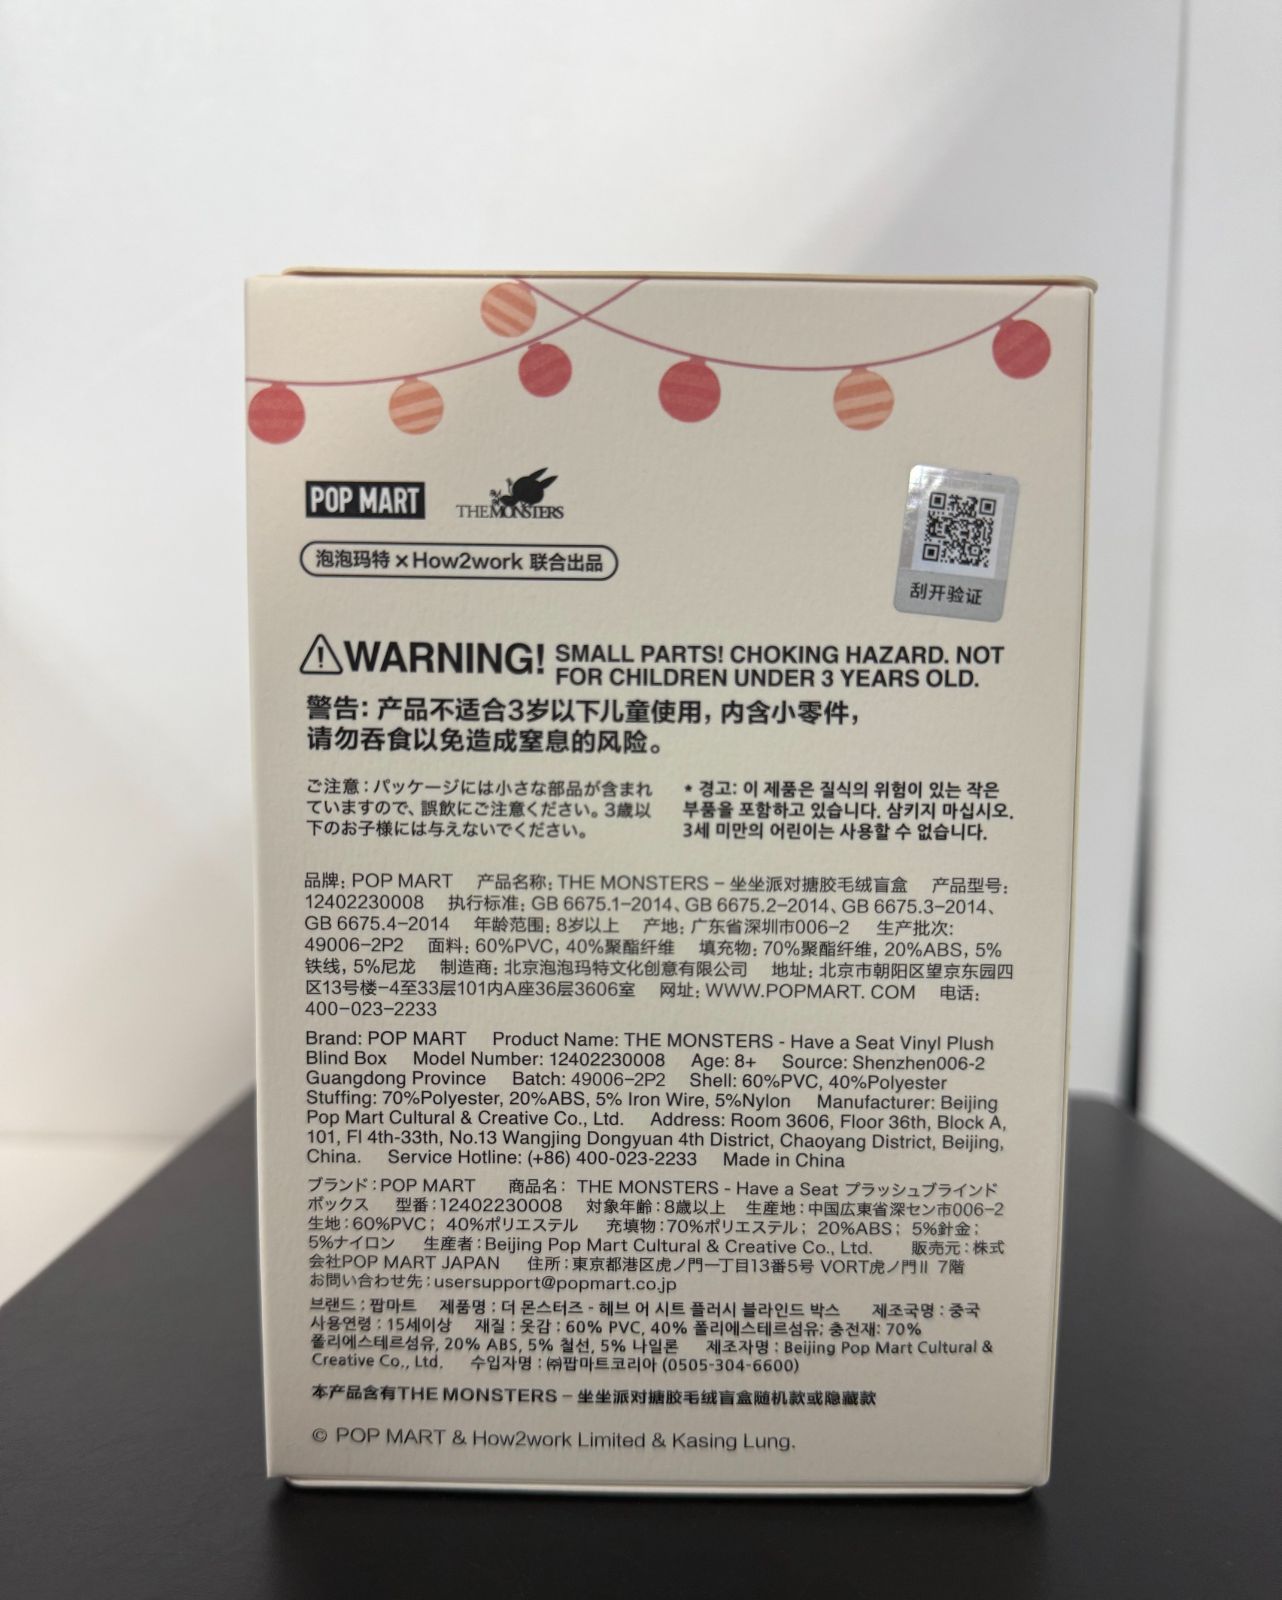 POP MART
THE MONSTERS
泡泡玛特×How2work 联合出品
刮开验证
WARNING! SMALL PARTS! CHOKING HAZARD. NOT
FOR CHILDREN UNDER 3 YEARS OLD.
警告：产品不适合3岁以下儿童使用，内含小零件，
请勿吞食以免造成窒息的风险。
ご注意：パッケージには小さな部品が含まれ
ていますので、誤飲にご注意ください。3歳以
下のお子様には与えないでください。
* 경고: 이 제품은 질식의 위험이 있는 작은
부품을 포함하고 있습니다. 삼키지 마십시오.
3세 미만의 어린이는 사용할 수 없습니다.
品牌：POP MART 产品名称：THE MONSTERS－坐坐派对搪胶毛绒盲盒 产品型号：
12402230008 执行标准：GB 6675.1-2014、GB 6675.2-2014、GB 6675.3-2014、
GB 6675.4-2014 年龄范围：8岁以上 产地：广东省深圳市006-2 生产批次：
49006-2P2 面料：60%PVC，40%聚酯纤维 填充物：70%聚酯纤维，20%ABS，5%
铁线，5%尼龙 制造商：北京泡泡玛特文化创意有限公司 地址：北京市朝阳区望京东园四
区13号楼-4至33层101内A座36层3606室 网址：WWW.POPMART. COM 电话：
400-023-2233
Brand: POP MART Product Name: THE MONSTERS - Have a Seat Vinyl Plush
Blind Box Model Number: 12402230008 Age: 8+ Source: Shenzhen006-2
Guangdong Province Batch: 49006-2P2 Shell: 60%PVC, 40%Polyester
Stuffing: 70%Polyester, 20%ABS, 5% Iron Wire, 5%Nylon Manufacturer: Beijing
Pop Mart Cultural & Creative Co., Ltd. Address: Room 3606, Floor 36th, Block A,
101, Fl 4th-33th, No.13 Wangjing Dongyuan 4th District, Chaoyang District, Beijing,
China. Service Hotline: (+86) 400-023-2233 Made in China
ブランド：POP MART 商品名： THE MONSTERS - Have a Seat プラッシュブラインド
ボックス 型番：12402230008 対象年齢：8歳以上 生産地：中国広東省深セン市006-2
生地：60%PVC； 40%ポリエステル 充填物：70%ポリエステル； 20%ABS； 5%針金；
5%ナイロン 生産者：Beijing Pop Mart Cultural & Creative Co., Ltd. 販売元：株式
会社POP MART JAPAN 住所：東京都港区虎ノ門一丁目13番5号 VORT虎ノ門Ⅱ 7階
お問い合わせ先：usersupport@popmart.co.jp
브랜드 : 팝마트 제품명 : 더 몬스터즈 - 헤브 어 시트 플러시 블라인드 박스 제조국명 : 중국
사용연령 : 15세이상 재질 : 옷감 : 60% PVC, 40% 폴리에스테르섬유; 충전재: 70%
폴리에스테르섬유, 20% ABS, 5% 철선, 5% 나일론 제조자명 : Beijing Pop Mart Cultural &
Creative Co., Ltd. 수입자명 : ㈜팝마트코리아 (0505-304-6600)
本产品含有THE MONSTERS－坐坐派对搪胶毛绒盲盒随机款或隐藏款
© POP MART & How2work Limited & Kasing Lung.